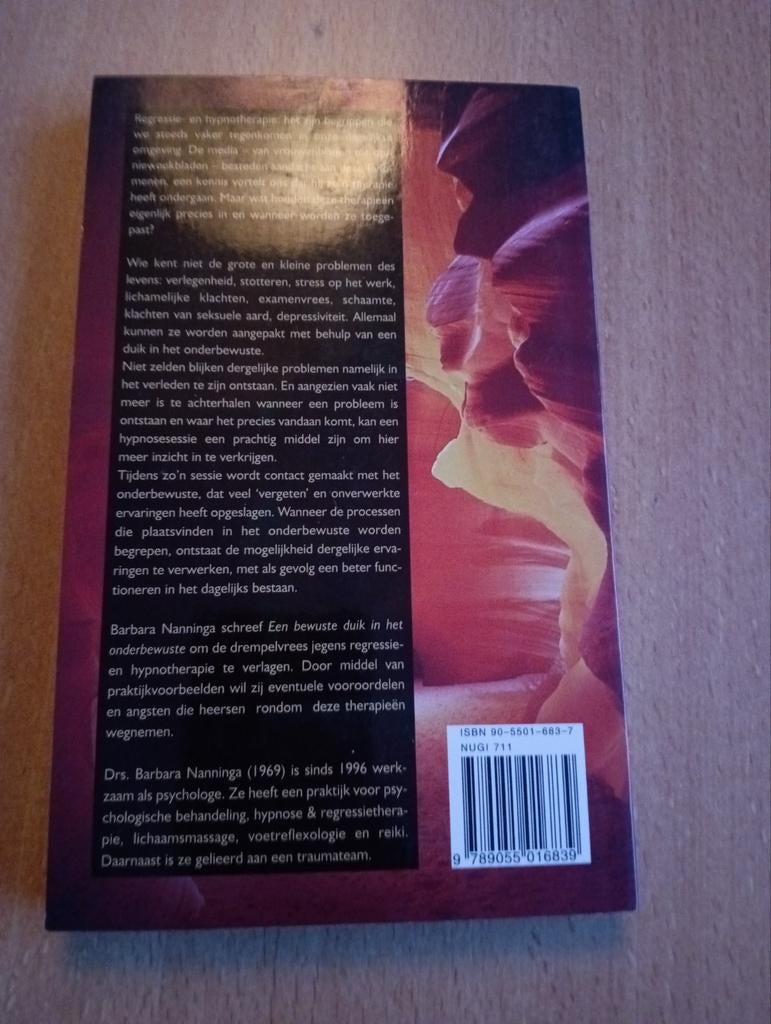 Regressie- en hypnotherapie: het zijn begrippen die
we steeds vaker tegenkomen in onze
omgeving. De media – van vrouwenbladen
nieuwsbladen – besteden aandacht aan
menen, een kennis vertelt ons dat hij zo'n therapie
heeft ondergaan. Maar wat houden deze therapieën
eigenlijk precies in en wanneer worden ze toege-
past?
Wie kent niet de grote en kleine problemen des
levens: verlegenheid, stotteren, stress op het werk,
lichamelijke klachten, examenvrees, schaamte,
klachten van seksuele aard, depressiviteit. Allemaal
kunnen ze worden aangepakt met behulp van een
duik in het onderbewuste.
Niet zelden blijken dergelijke problemen namelijk in
het verleden te zijn ontstaan. En aangezien vaak niet
meer is te achterhalen wanneer een probleem is
ontstaan en waar het precies vandaan komt, kan een
hypnosesessie een prachtig middel zijn om hier
meer inzicht in te verkrijgen.
Tijdens zo'n sessie wordt contact gemaakt met het
onderbewuste, dat veel 'vergeten' en onverwerkte
ervaringen heeft opgeslagen. Wanneer de processen
die plaatsvinden in het onderbewuste worden
begrepen, ontstaat de mogelijkheid dergelijke erva-
ringen te verwerken, met als gevolg een beter func-
tioneren in het dagelijks bestaan.
Barbara Nanninga schreef Een bewuste duik in het
onderbewuste om de drempelvrees jegens regressie-
en hypnotherapie te verlagen. Door middel van
praktijkvoorbeelden wil zij eventuele vooroordelen
en angsten die heersen rondom deze therapieën
wegnemen.
Drs. Barbara Nanninga (1969) is sinds 1996 werk-
zaam als psychologe. Ze heeft een praktijk voor psy-
chologische behandeling, hypnose & regressiethera-
pie, lichaamsmassage, voetreflexologie en reiki.
Daarnaast is ze gelieerd aan een traumateam.
ISBN 90-5501-683-7
NUGI 711
9 789055 016839